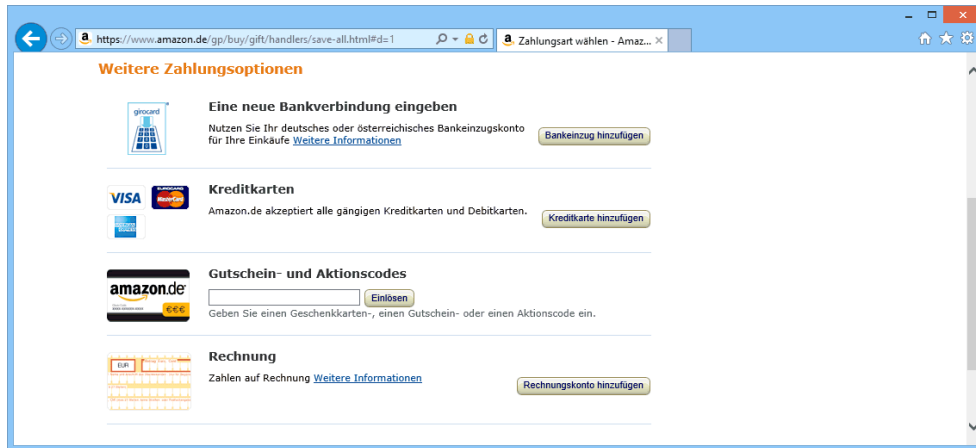 https://www.amazon.de/gp/buy/gift/handlers/save-all.html#d=1
Zahlungsart wählen - Amaz...
Weitere Zahlungsoptionen
girocard
Eine neue Bankverbindung eingeben
Nutzen Sie Ihr deutsches oder österreichisches Bankeinzugskonto
für Ihre Einkäufe Weitere Informationen
Bankeinzug hinzufügen
VISA
MasterCard
Kreditkarten
Amazon.de akzeptiert alle gängigen Kreditkarten und Debitkarten.
Kreditkarte hinzufügen
amazon.de
€€€
Gutschein- und Aktionscodes
Einlösen
Geben Sie einen Geschenkkarten-, einen Gutschein- oder einen Aktionscode ein.
EUR
Rechnung
Zahlen auf Rechnung Weitere Informationen
Rechnungskonto hinzufügen